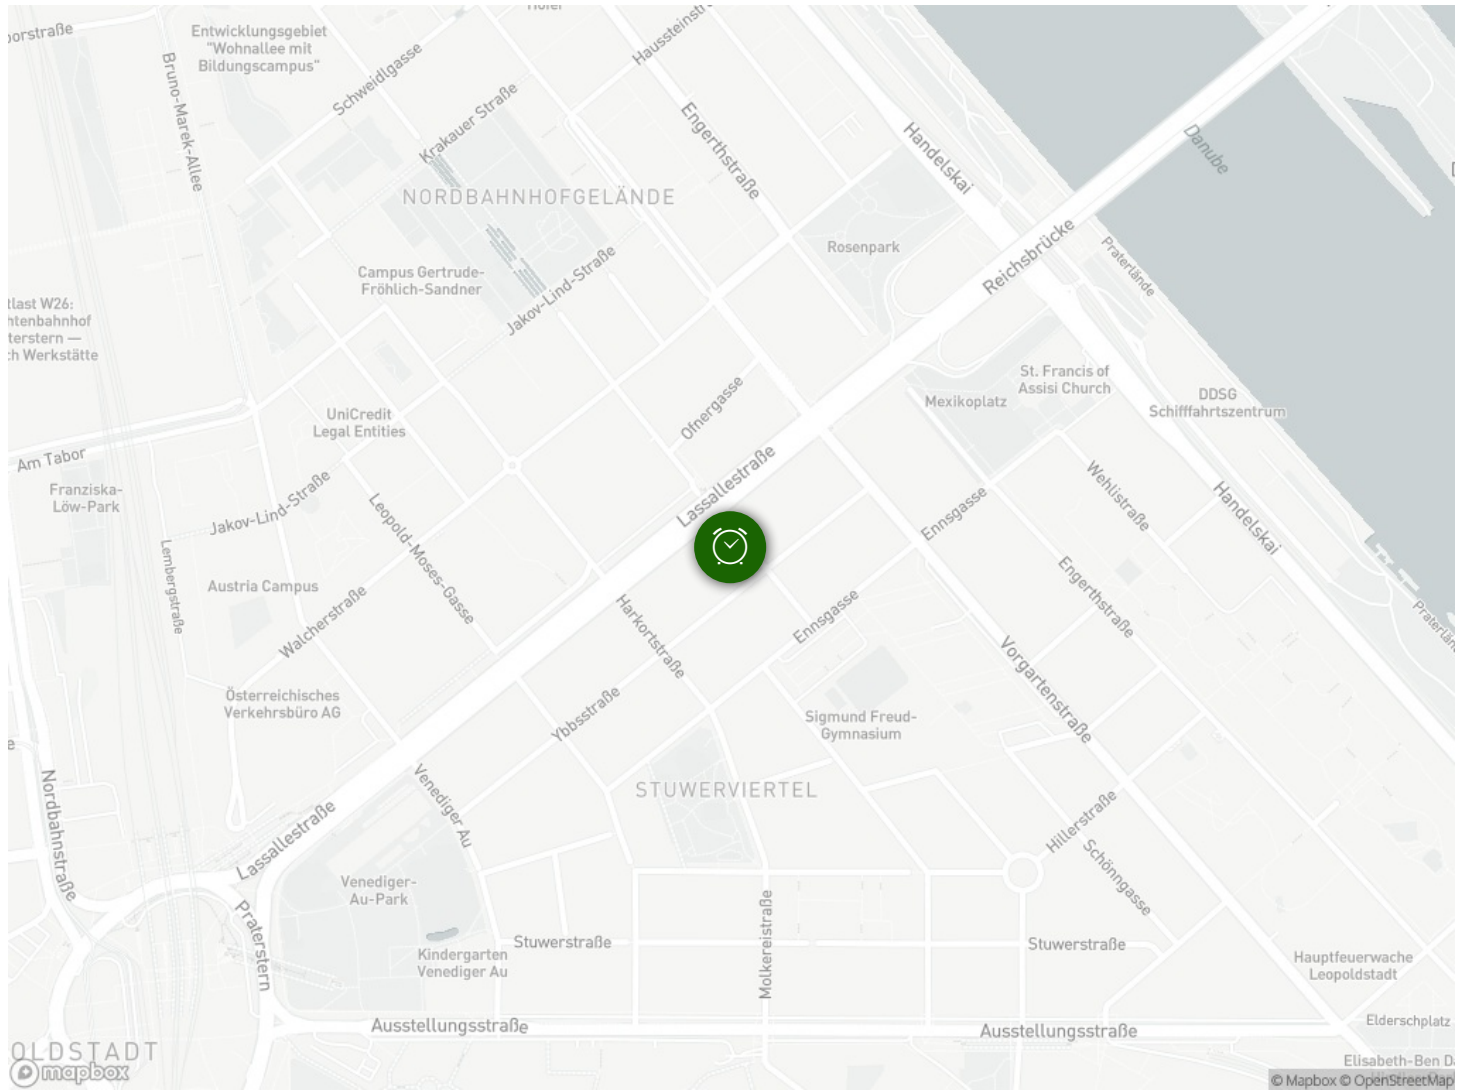 Entwicklungsgebiet
"Wohnallee mit
Bildungscampus"
Bruno-Marek-Allee
Schweidlgasse
Krakauer Straße
Engerthstraße
Handelskai
Danube
NORDBAHNHOFGELÄNDE
Rosenpark
Reichsbrücke
Praterlände
Campus Gertrude-
Fröhlich-Sandner
Jakov-Lind-Straße
St. Francis of
Assisi Church
Mexikoplatz
DDSG
Schifffahrtszentrum
UniCredit
Legal Entities
Ofnergasse
Am Tabor
Lassallestraße
Franziska-
Löw-Park
Jakov-Lind-Straße
Leopold-Moses-Gasse
Wehlistraße
Handelskai
Ennsgasse
Lembergstraße
Austria Campus
Walcherstraße
Harkortstraße
Ennsgasse
Engerthstraße
Österreichisches
Verkehrsbüro AG
Ybbsstraße
Sigmund Freud-
Gymnasium
Vorgartenstraße
Nordbahnstraße
Venediger Au
STUWERVIERTEL
Lassallestraße
Hillerstraße
Schönngasse
Venediger-
Au-Park
Praterstern
Kindergarten
Venediger Au
Stuwerstraße
Molkereistraße
Stuwerstraße
Hauptfeuerwache
Leopoldstadt
Ausstellungsstraße
Ausstellungsstraße
Elderschplatz
mapbox
© Mapbox © OpenStreetMap